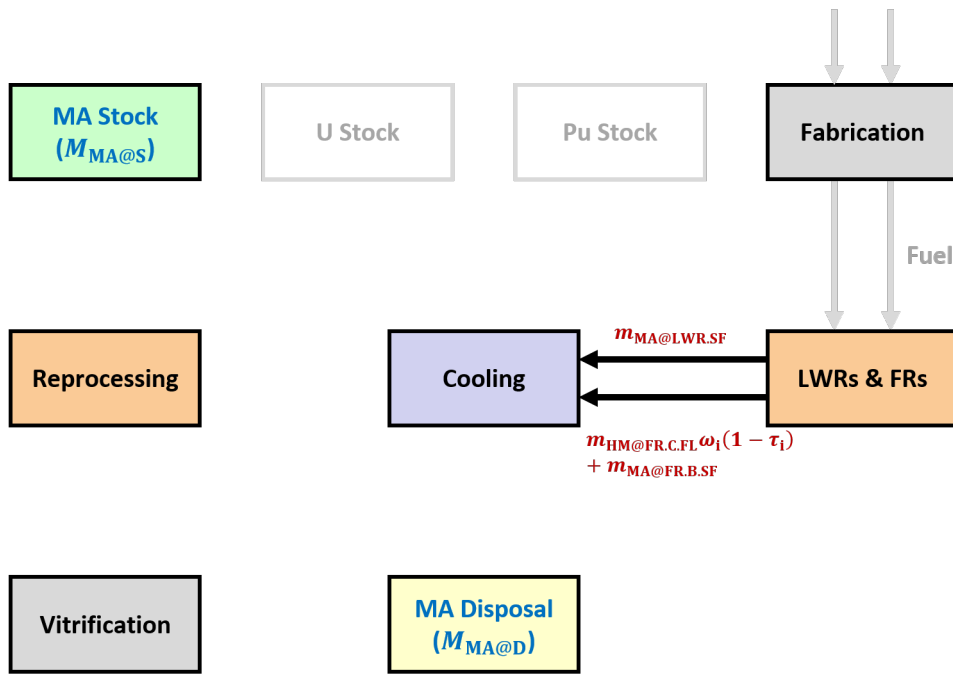 MA Stock
(M_MA@S)
U Stock
Pu Stock
Fabrication
Fuel
m_MA@LWR.SF
Reprocessing
Cooling
LWRs & FRs
m_HM@FR.C.FL ω_i(1 − τ_i)
+ m_MA@FR.B.SF
Vitrification
MA Disposal
(M_MA@D)